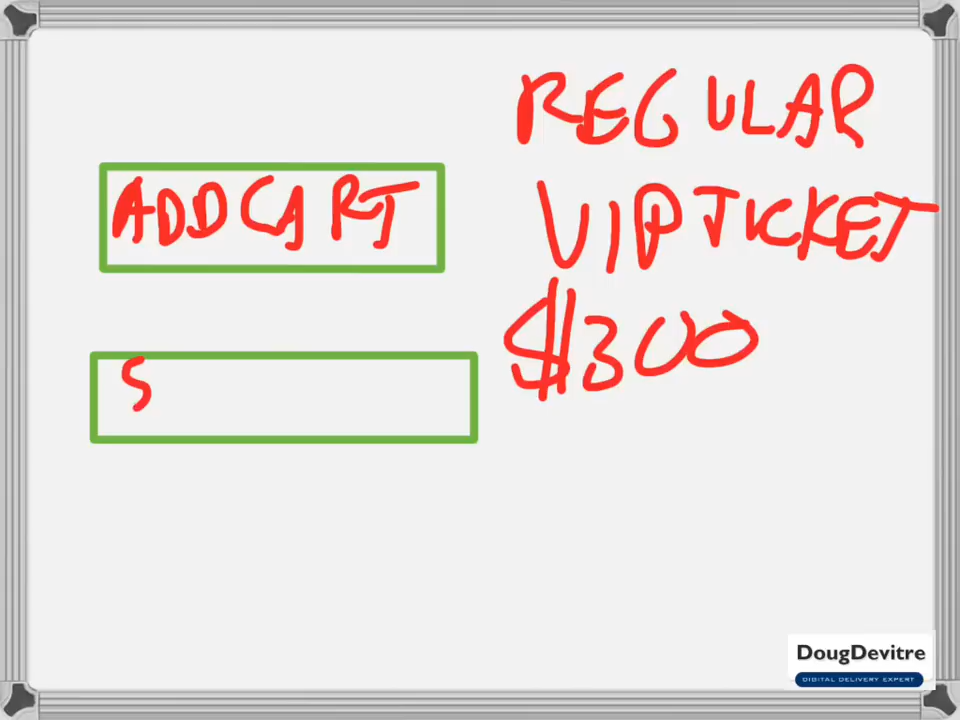 REGULAR
VIP TICKET
$300
ADD CART
S
DougDevitre
DIGITAL DELIVERY EXPERT